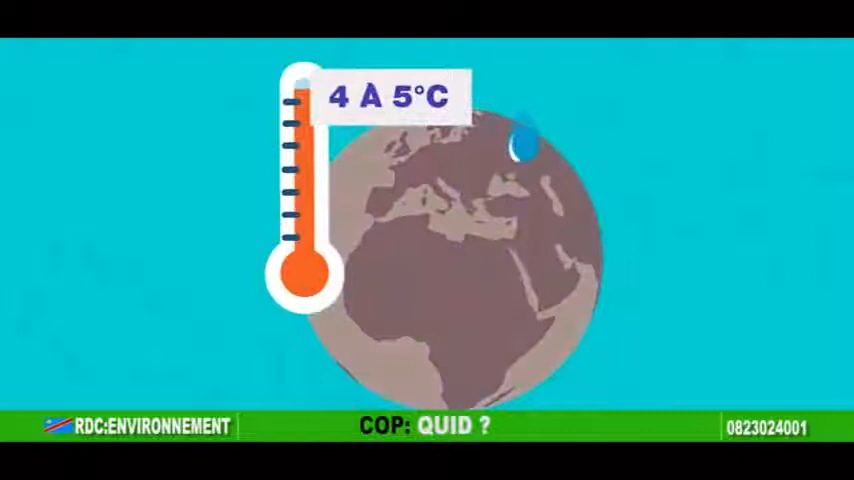 4 À 5°C
RDC:ENVIRONNEMENT
COP: QUID ?
0823024001